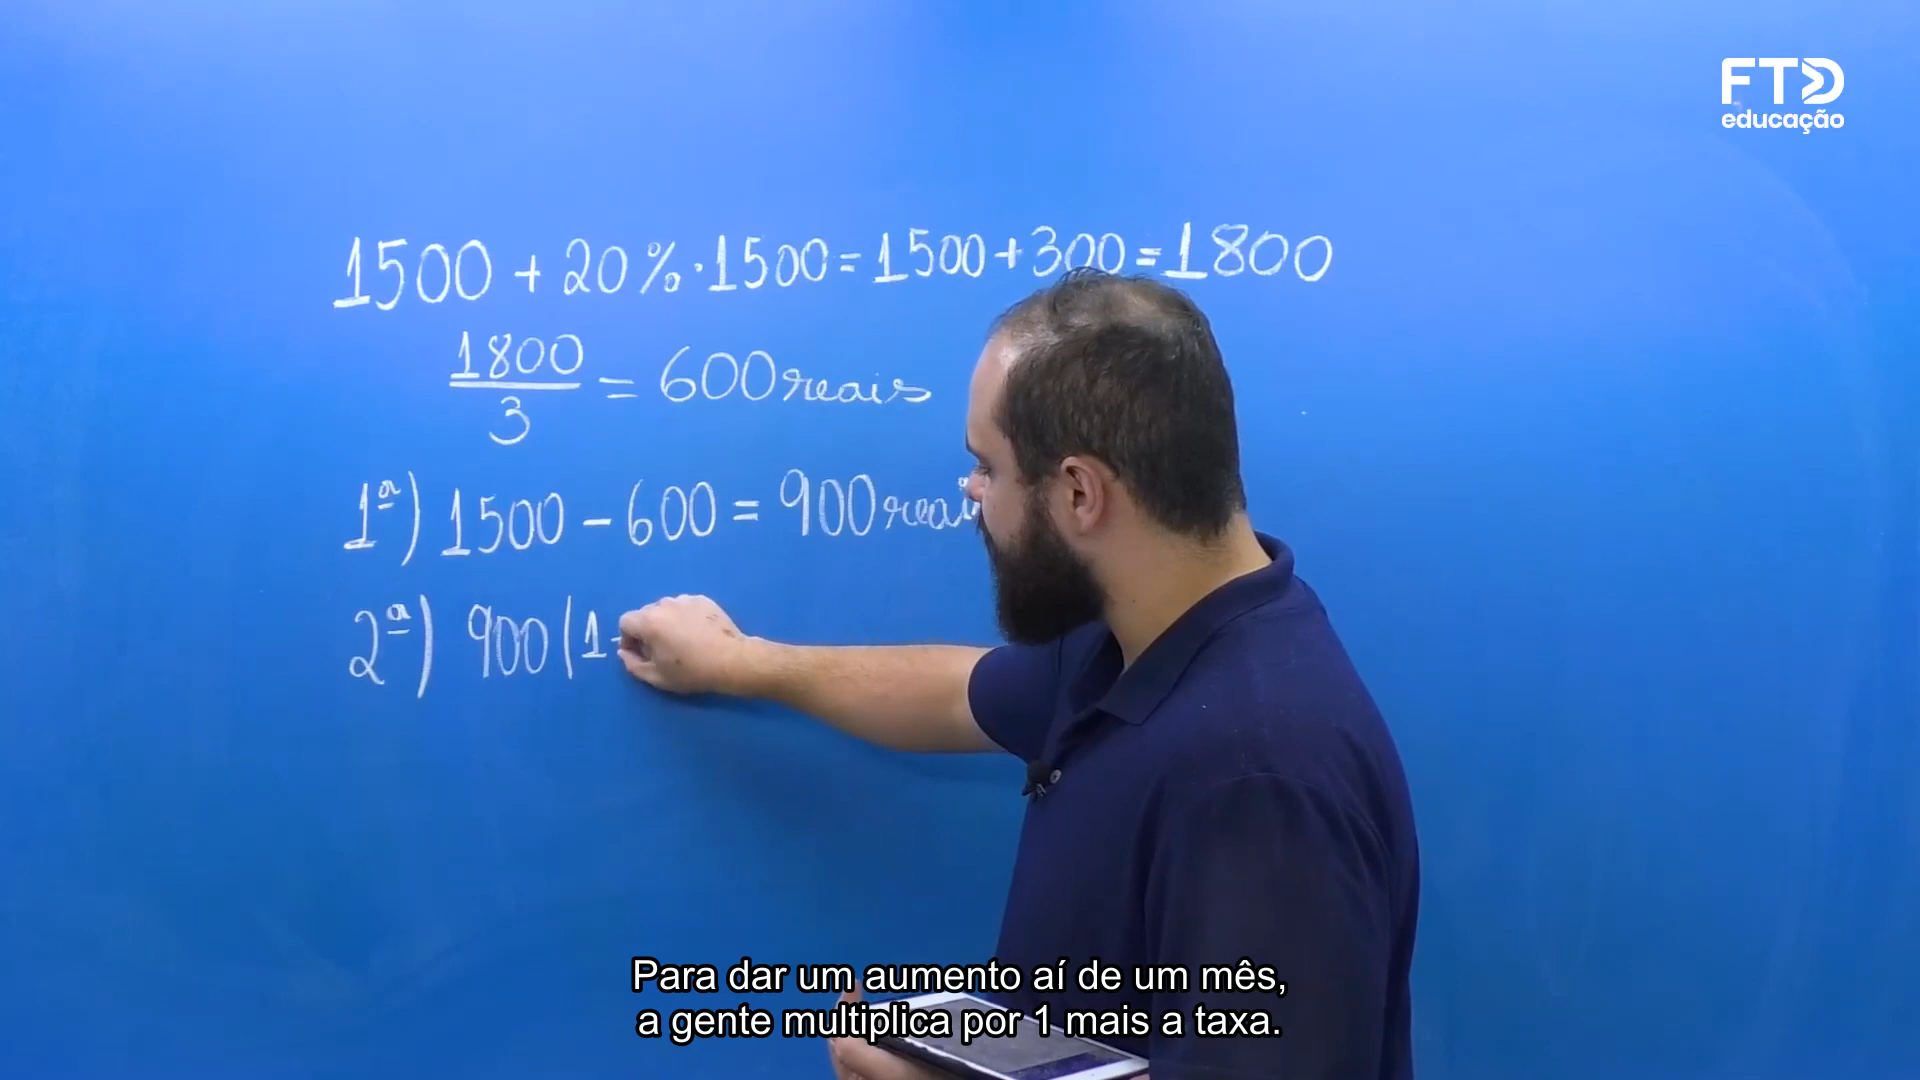 FTD
educação
1500 + 20%·1500 = 1500 + 300 = 1800
1800
3
= 600 reais
1ª) 1500 - 600 = 900
2ª) 900(1
Para dar um aumento aí de um mês,
a gente multiplica por 1 mais a taxa.